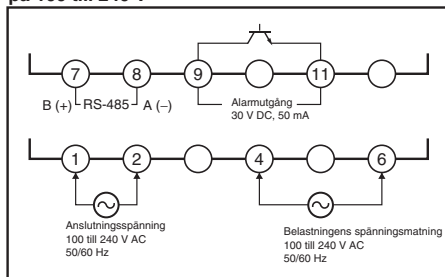 på 100 till 240 V
7 8 9 11
B (+) RS-485 A (–)
Alarmutgång
30 V DC, 50 mA
1 2 4 6
Anslutningsspänning
100 till 240 V AC
50/60 Hz
Belastningens spänningsmatning
100 till 240 V AC
50/60 Hz